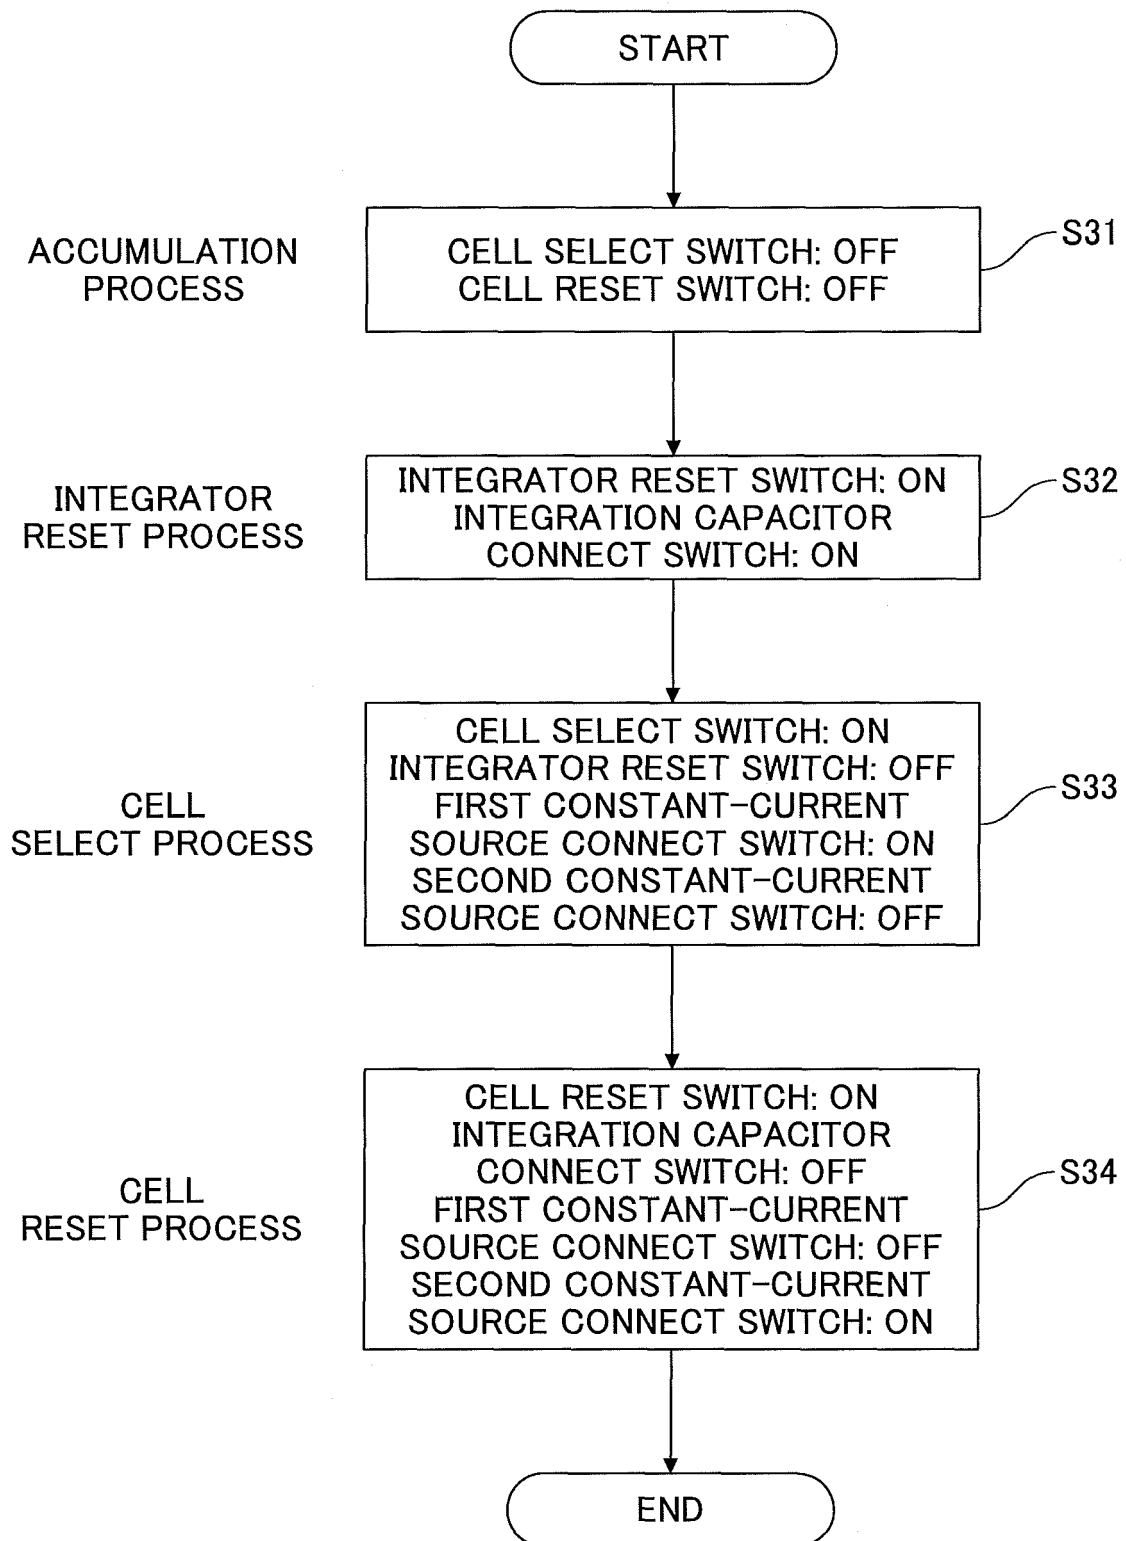 START
ACCUMULATION
PROCESS
CELL SELECT SWITCH: OFF
CELL RESET SWITCH: OFF
S31
INTEGRATOR
RESET PROCESS
INTEGRATOR RESET SWITCH: ON
INTEGRATION CAPACITOR
CONNECT SWITCH: ON
S32
CELL
SELECT PROCESS
CELL SELECT SWITCH: ON
INTEGRATOR RESET SWITCH: OFF
FIRST CONSTANT-CURRENT
SOURCE CONNECT SWITCH: ON
SECOND CONSTANT-CURRENT
SOURCE CONNECT SWITCH: OFF
S33
CELL
RESET PROCESS
CELL RESET SWITCH: ON
INTEGRATION CAPACITOR
CONNECT SWITCH: OFF
FIRST CONSTANT-CURRENT
SOURCE CONNECT SWITCH: OFF
SECOND CONSTANT-CURRENT
SOURCE CONNECT SWITCH: ON
S34
END